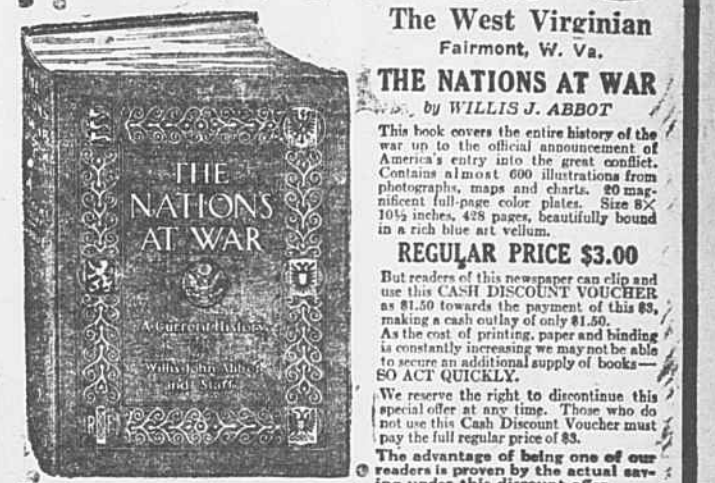 THE
NATIONS
AT WAR
A Current History
Willis John Abbot
and Staff
The West Virginian
Fairmont, W. Va.
THE NATIONS AT WAR
by WILLIS J. ABBOT
This book covers the entire history of the
war up to the official announcement of
America's entry into the great conflict.
Contains almost 600 illustrations from
photographs, maps and charts. 20 mag-
nificent full-page color plates. Size 8×
10½ inches, 428 pages, beautifully bound
in a rich blue art vellum.
REGULAR PRICE $3.00
But readers of this newspaper can clip and
use this CASH DISCOUNT VOUCHER
as $1.50 towards the payment of this $3,
making a cash outlay of only $1.50.
As the cost of printing, paper and binding
is constantly increasing we may not be able
to secure an additional supply of books—
SO ACT QUICKLY.
We reserve the right to discontinue this
special offer at any time. Those who do
not use this Cash Discount Voucher must
pay the full regular price of $3.
The advantage of being one of our
readers is proven by the actual sav-
ing under this discount offer